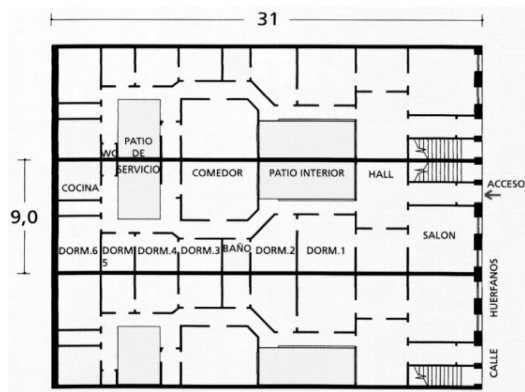 31
WC
PATIO
DE
SERVICIO
COCINA
COMEDOR
PATIO INTERIOR
HALL
ACCESO
9,0
DORM.6
DORM
5
DORM.4
DORM.3
BAÑO
DORM.2
DORM.1
SALON
CALLE HUERFANOS